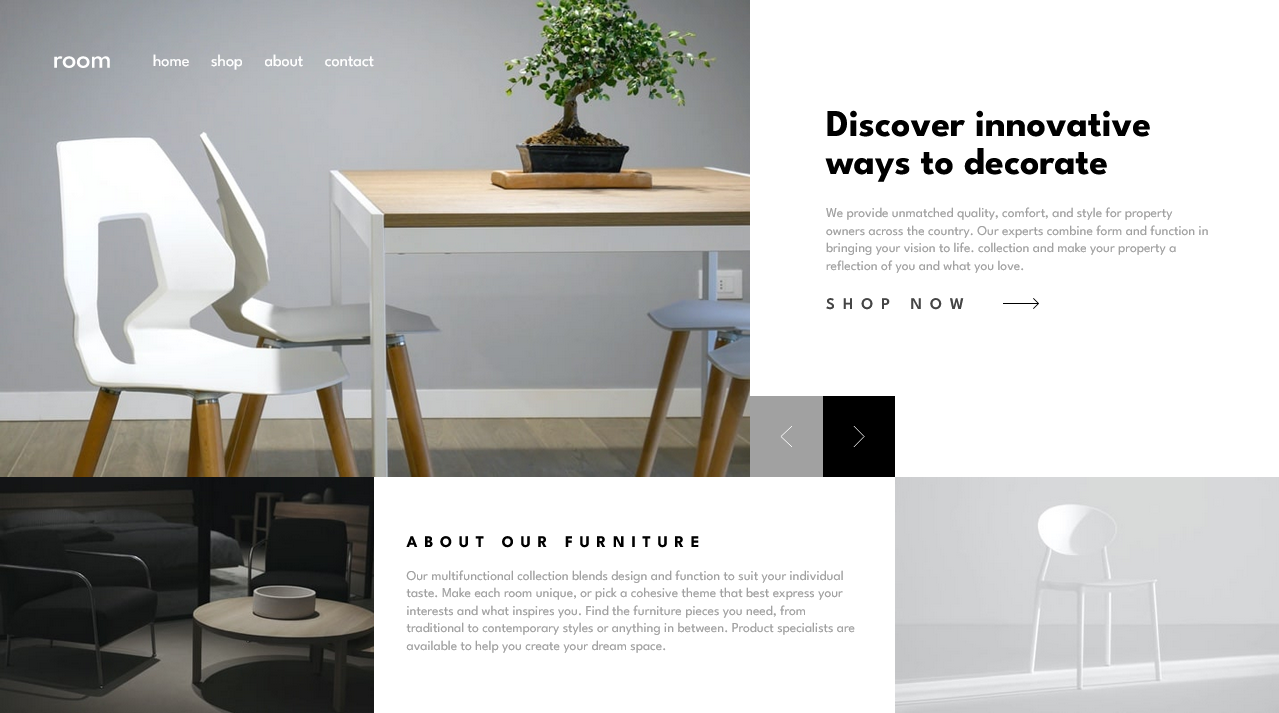 room
home shop about contact
Discover innovative
ways to decorate
We provide unmatched quality, comfort, and style for property
owners across the country. Our experts combine form and function in
bringing your vision to life. collection and make your property a
reflection of you and what you love.
SHOP NOW
ABOUT OUR FURNITURE
Our multifunctional collection blends design and function to suit your individual
taste. Make each room unique, or pick a cohesive theme that best express your
interests and what inspires you. Find the furniture pieces you need, from
traditional to contemporary styles or anything in between. Product specialists are
available to help you create your dream space.